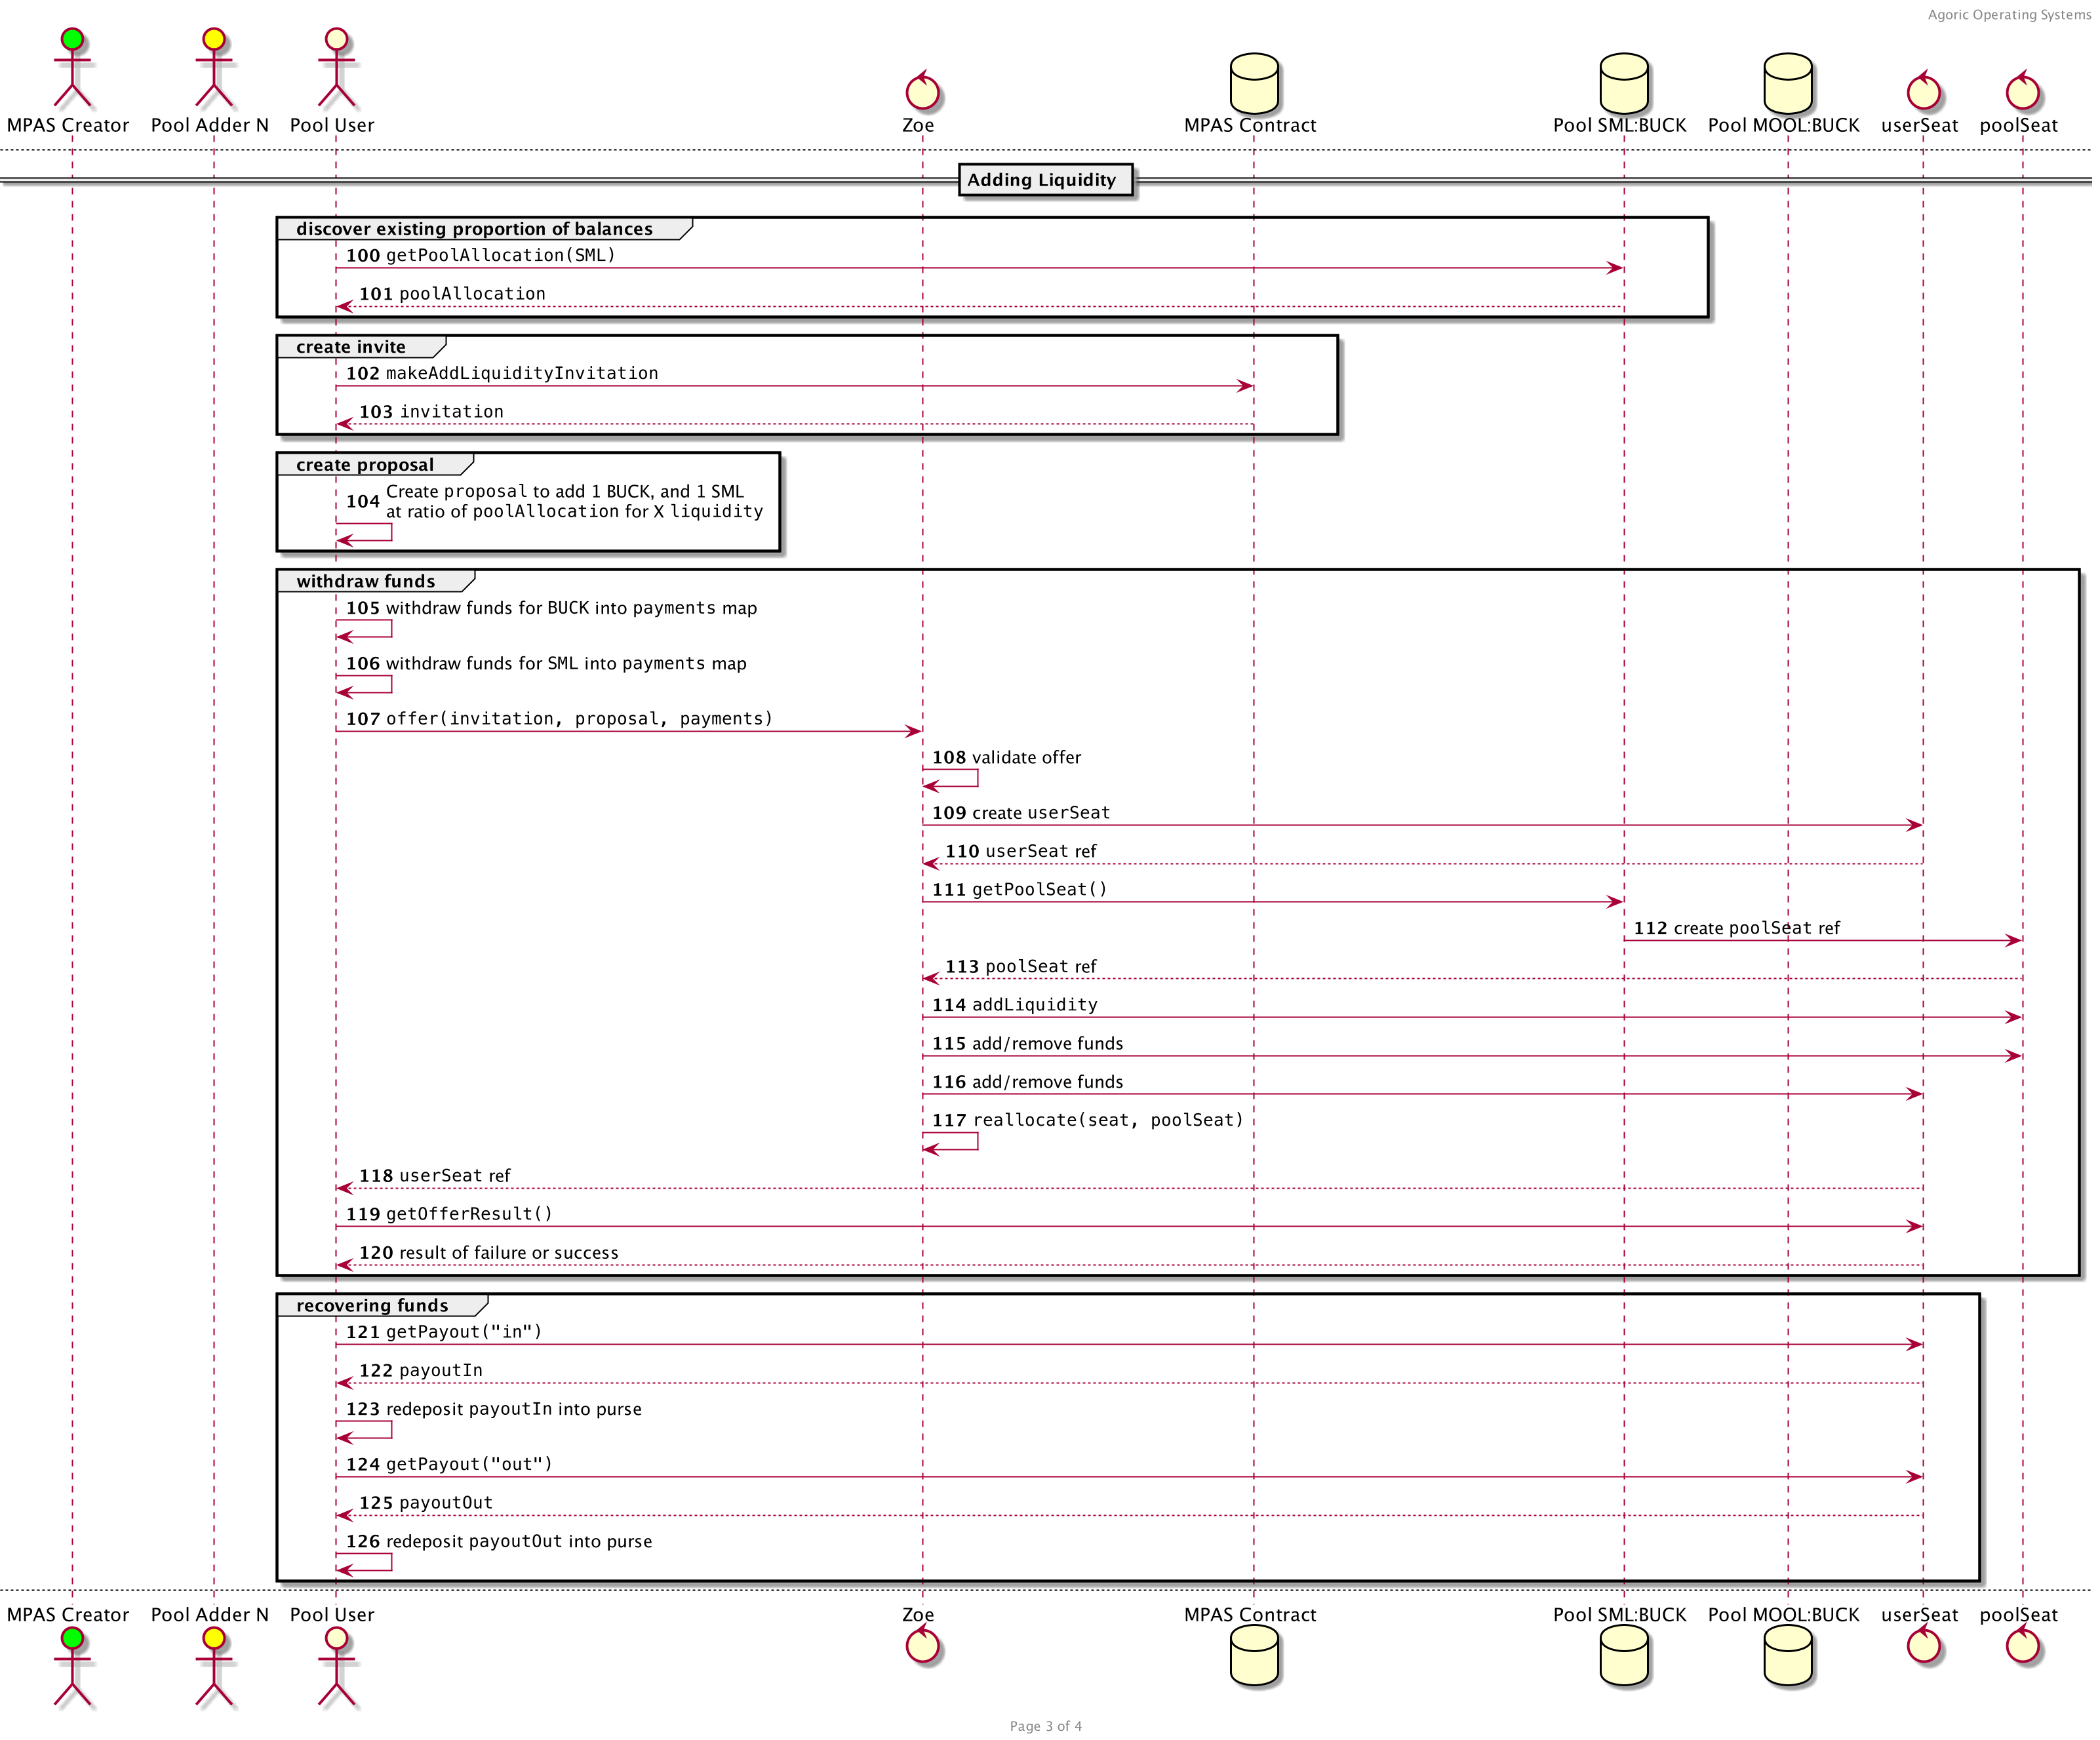 Agoric Operating Systems
MPAS Creator
Pool Adder N
Pool User
Zoe
MPAS Contract
Pool SML:BUCK
Pool MOOL:BUCK
userSeat
poolSeat
Adding Liquidity
discover existing proportion of balances
100 getPoolAllocation(SML)
101 poolAllocation
create invite
102 makeAddLiquidityInvitation
103 invitation
create proposal
104 Create proposal to add 1 BUCK, and 1 SML
at ratio of poolAllocation for X liquidity
withdraw funds
105 withdraw funds for BUCK into payments map
106 withdraw funds for SML into payments map
107 offer(invitation, proposal, payments)
108 validate offer
109 create userSeat
110 userSeat ref
111 getPoolSeat()
112 create poolSeat ref
113 poolSeat ref
114 addLiquidity
115 add/remove funds
116 add/remove funds
117 reallocate(seat, poolSeat)
118 userSeat ref
119 getOfferResult()
120 result of failure or success
recovering funds
121 getPayout("in")
122 payoutIn
123 redeposit payoutIn into purse
124 getPayout("out")
125 payoutOut
126 redeposit payoutOut into purse
MPAS Creator
Pool Adder N
Pool User
Zoe
MPAS Contract
Pool SML:BUCK
Pool MOOL:BUCK
userSeat
poolSeat
Page 3 of 4